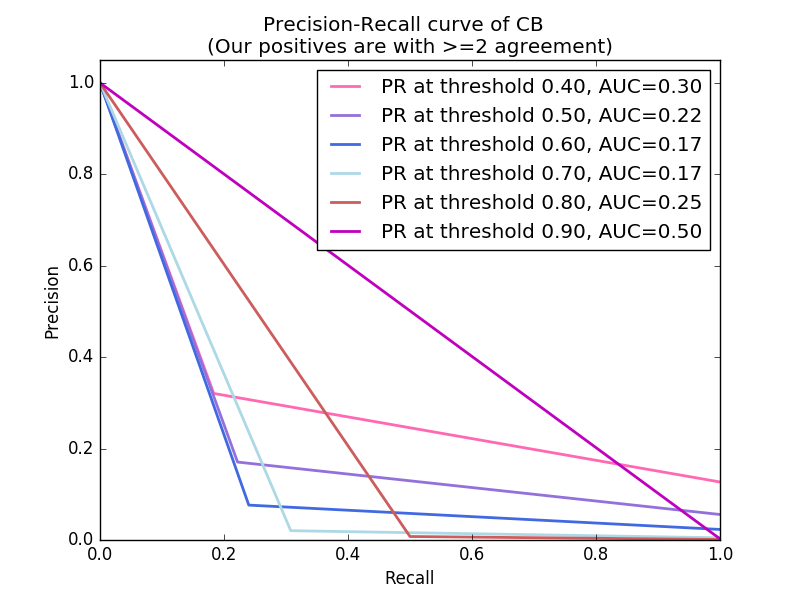 Precision-Recall curve of CB
(Our positives are with >=2 agreement)
PR at threshold 0.40, AUC=0.30
PR at threshold 0.50, AUC=0.22
PR at threshold 0.60, AUC=0.17
PR at threshold 0.70, AUC=0.17
PR at threshold 0.80, AUC=0.25
PR at threshold 0.90, AUC=0.50
Precision
1.0
0.8
0.6
0.4
0.2
0.0
0.0 0.2 0.4 0.6 0.8 1.0
Recall